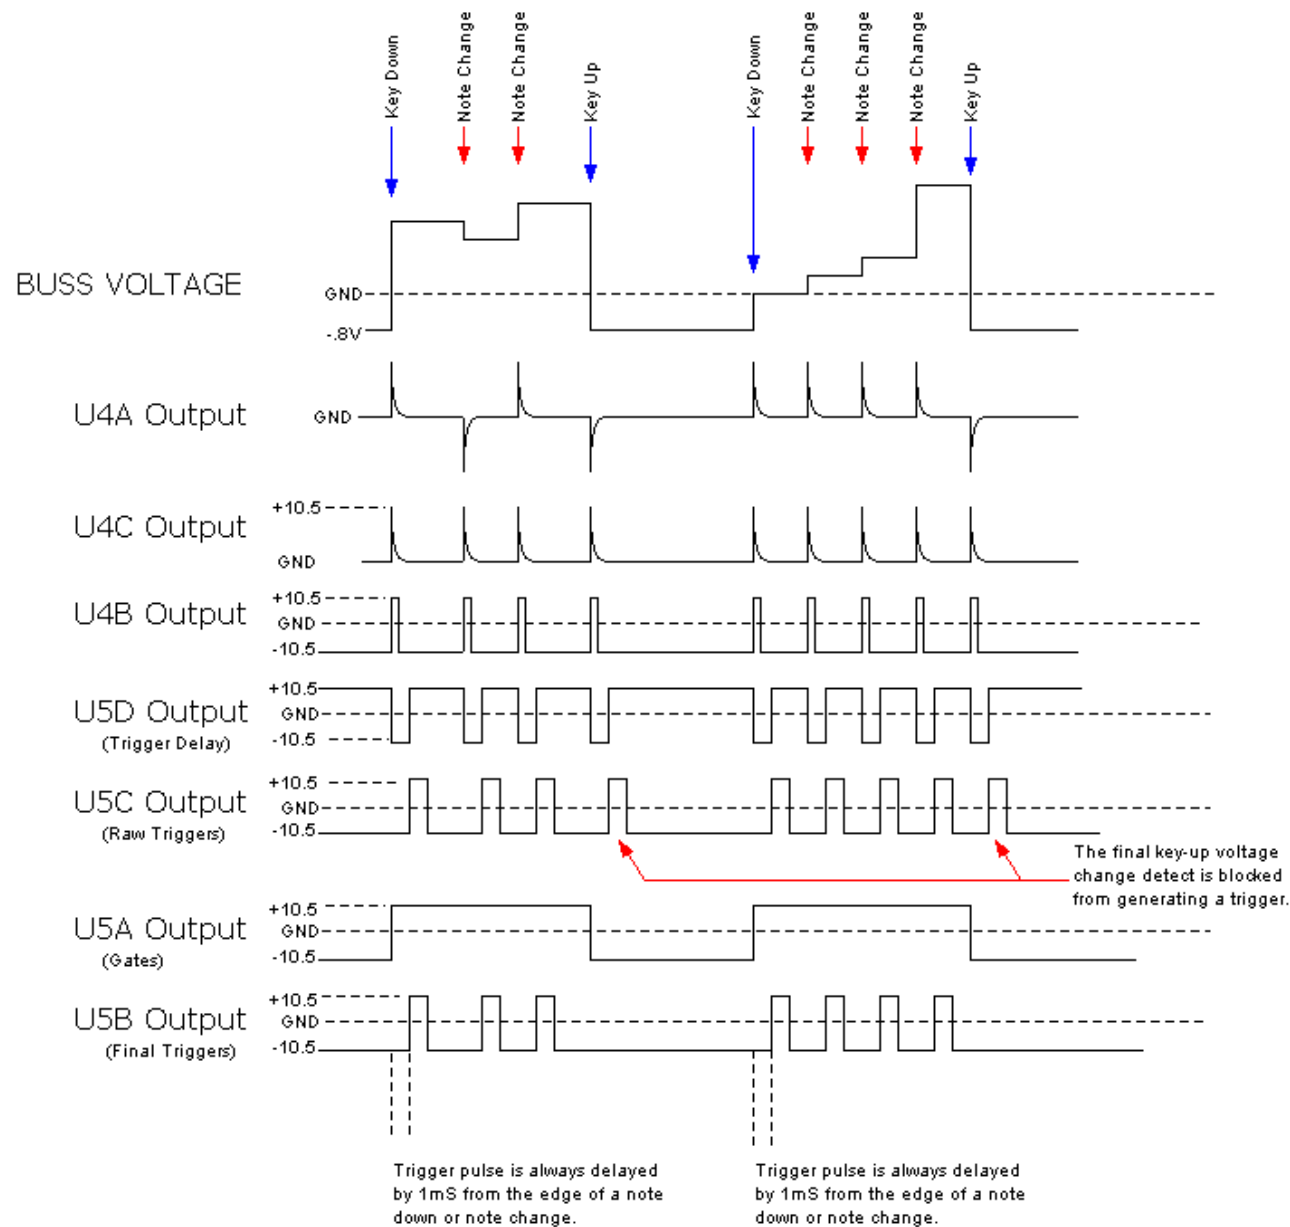 Key Down
Note Change
Note Change
Key Up
Key Down
Note Change
Note Change
Note Change
Key Up
BUSS VOLTAGE
GND
-.8V
U4A Output
GND
U4C Output
+10.5
GND
U4B Output
+10.5
GND
-10.5
U5D Output
(Trigger Delay)
+10.5
GND
-10.5
U5C Output
(Raw Triggers)
+10.5
GND
-10.5
The final key-up voltage
change detect is blocked
from generating a trigger.
U5A Output
(Gates)
+10.5
GND
-10.5
U5B Output
(Final Triggers)
+10.5
GND
-10.5
Trigger pulse is always delayed
by 1mS from the edge of a note
down or note change.
Trigger pulse is always delayed
by 1mS from the edge of a note
down or note change.